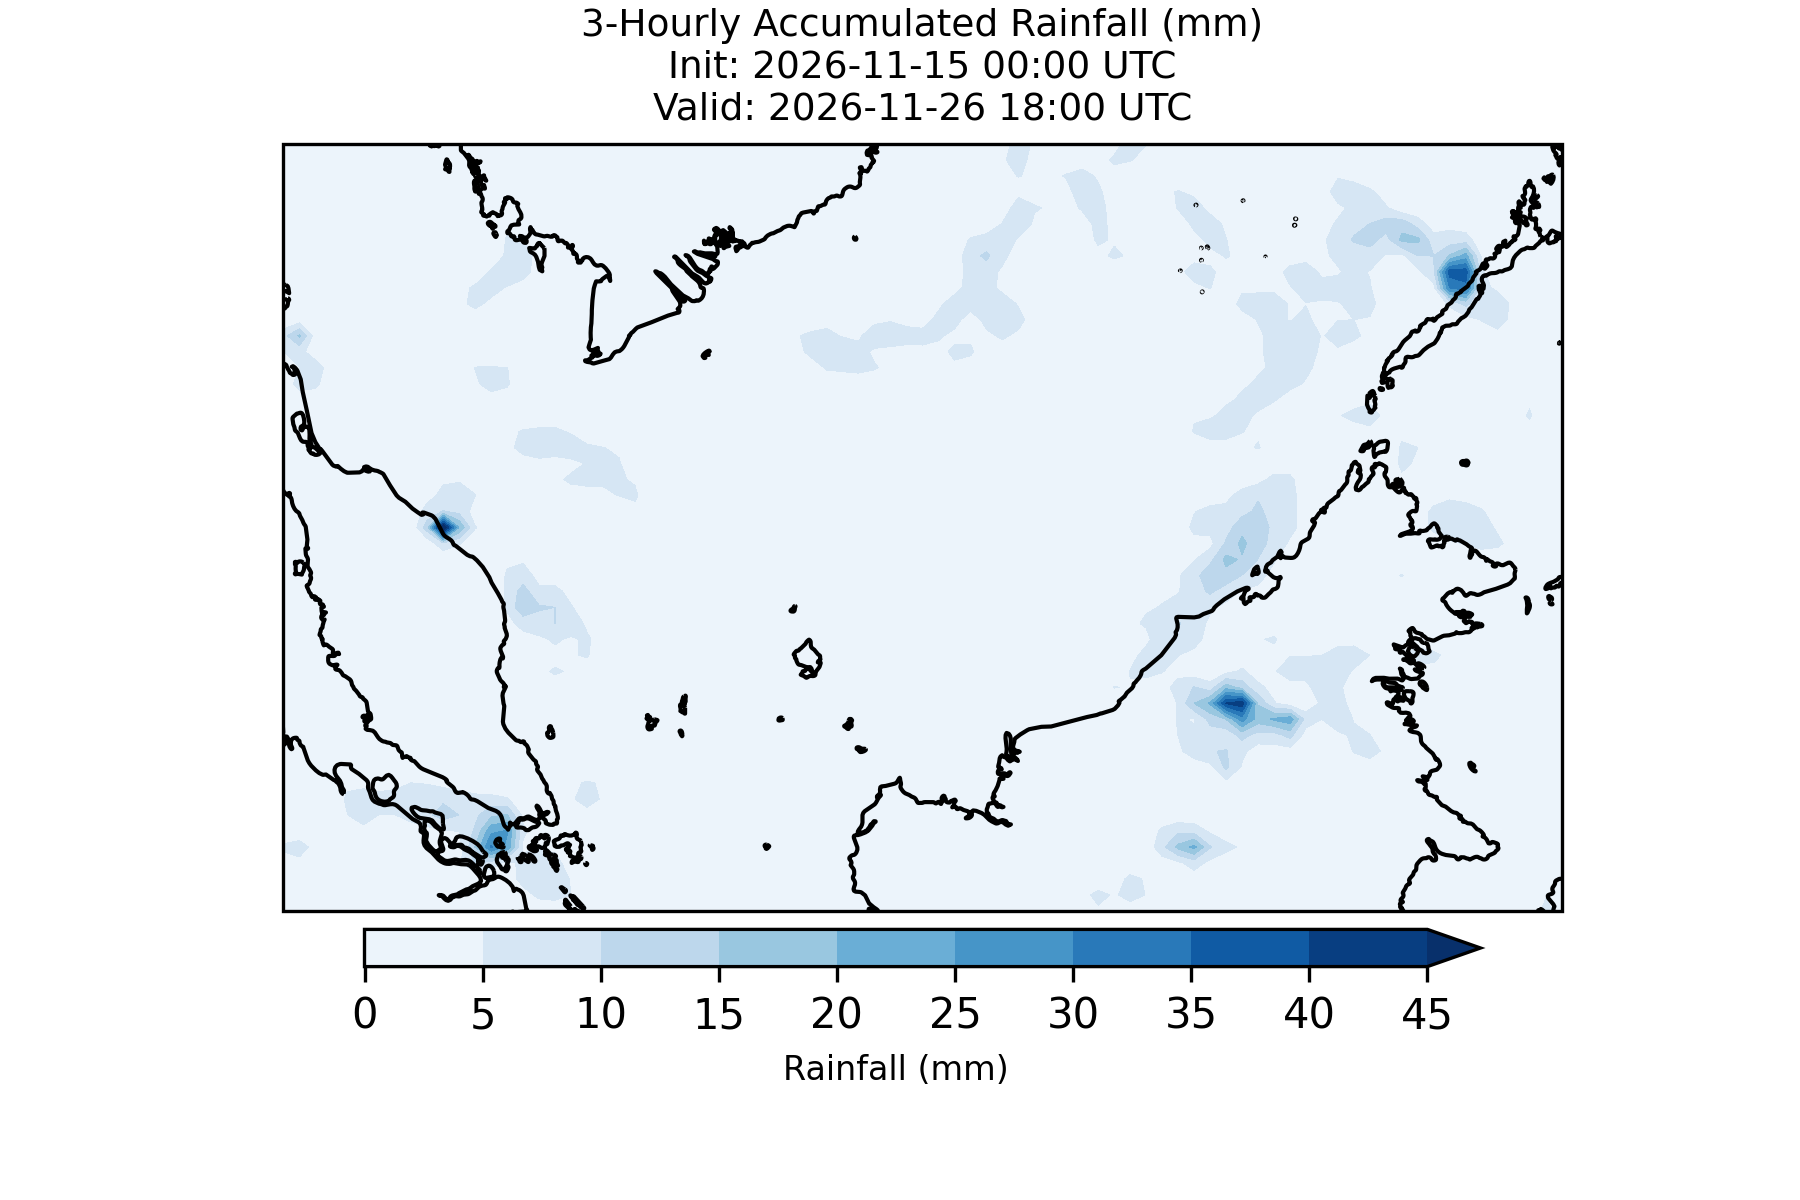 3-Hourly Accumulated Rainfall (mm)
Init: 2026-11-15 00:00 UTC
Valid: 2026-11-26 18:00 UTC
0 5 10 15 20 25 30 35 40 45
Rainfall (mm)